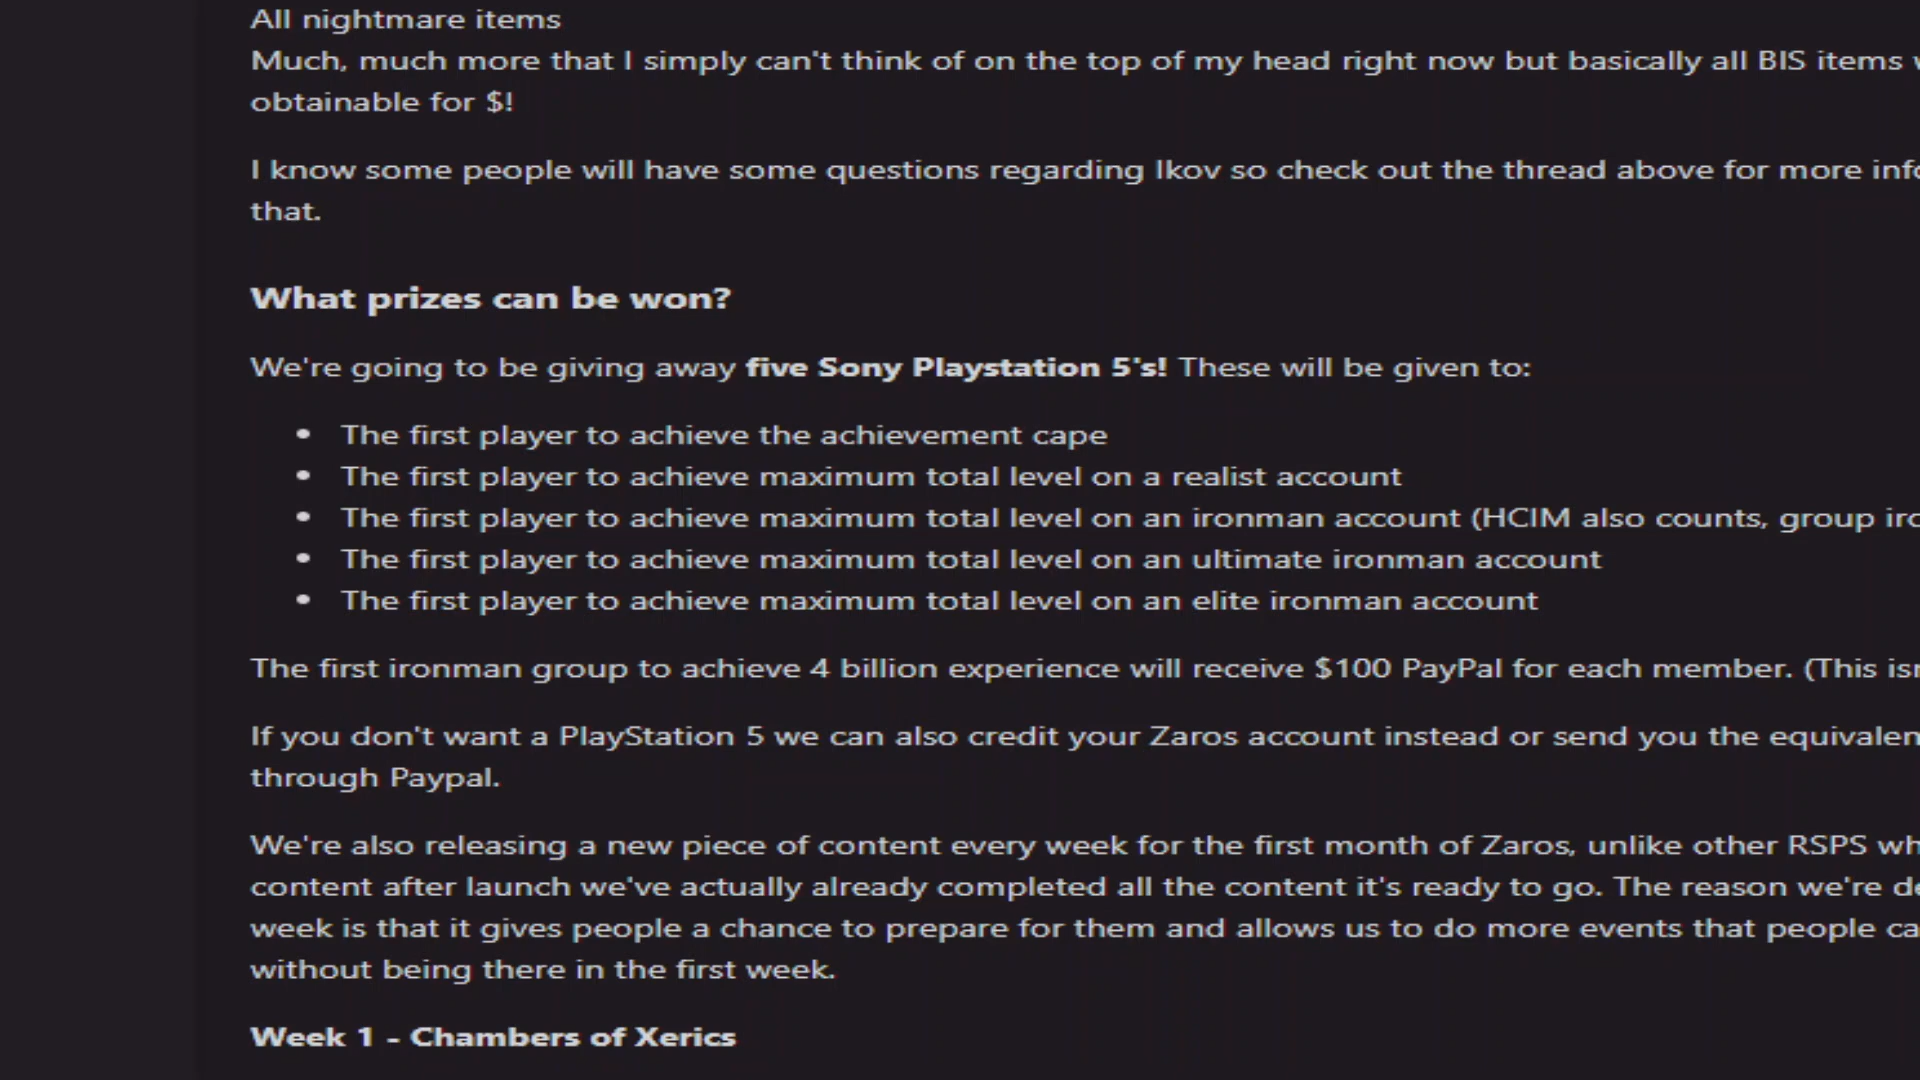 All nightmare items
Much, much more that I simply can't think of on the top of my head right now but basically all BIS items
obtainable for $!
I know some people will have some questions regarding Ikov so check out the thread above for more
that.
What prizes can be won?
We're going to be giving away five Sony Playstation 5's! These will be given to:
• The first player to achieve the achievement cape
• The first player to achieve maximum total level on a realist account
• The first player to achieve maximum total level on an ironman account (HCIM also counts, group
• The first player to achieve maximum total level on an ultimate ironman account
• The first player to achieve maximum total level on an elite ironman account
The first ironman group to achieve 4 billion experience will receive $100 PayPal for each member. (This
If you don't want a PlayStation 5 we can also credit your Zaros account instead or send you the
through Paypal.
We're also releasing a new piece of content every week for the first month of Zaros, unlike other RSPS
content after launch we've actually already completed all the content it's ready to go. The reason we're
week is that it gives people a chance to prepare for them and allows us to do more events that people
without being there in the first week.
Week 1 - Chambers of Xerics